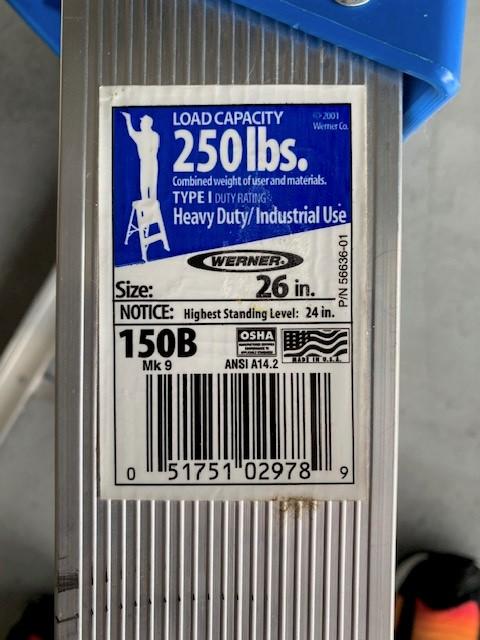 LOAD CAPACITY
©2001
Werner Co.
250 lbs.
Combined weight of user and materials.
TYPE I DUTY RATING
Heavy Duty/Industrial Use
WERNER®
Size: 26 in.
P/N 56636-01
NOTICE: Highest Standing Level: 24 in.
150B
Mk 9
OSHA
ANSI A14.2
MADE IN U.S.A.
0 51751 02978 9